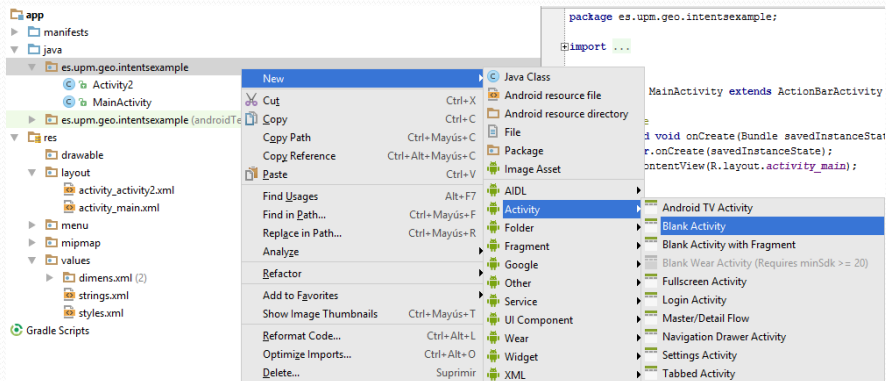 app
manifests
java
es.upm.geo.intentsexample
Activity2
MainActivity
es.upm.geo.intentsexample (androidTe
res
drawable
layout
activity_activity2.xml
activity_main.xml
menu
mipmap
values
dimens.xml (2)
strings.xml
styles.xml
Gradle Scripts
New
Cut Ctrl+X
Copy Ctrl+C
Copy Path Ctrl+Mayús+C
Copy Reference Ctrl+Alt+Mayús+C
Paste Ctrl+V
Find Usages Alt+F7
Find in Path... Ctrl+Mayús+F
Replace in Path... Ctrl+Mayús+R
Analyze
Refactor
Add to Favorites
Show Image Thumbnails Ctrl+Mayús+T
Reformat Code... Ctrl+Alt+L
Optimize Imports... Ctrl+Alt+O
Delete... Suprimir
Java Class
Android resource file
Android resource directory
File
Package
Image Asset
AIDL
Activity
Folder
Fragment
Google
Other
Service
UI Component
Wear
Widget
XML
Android TV Activity
Blank Activity
Blank Activity with Fragment
Blank Wear Activity (Requires minSdk >= 20)
Fullscreen Activity
Login Activity
Master/Detail Flow
Navigation Drawer Activity
Settings Activity
Tabbed Activity
package es.upm.geo.intentsexample;
import ...
MainActivity extends ActionBarActivity
e
d void onCreate(Bundle savedInstanceStat
r.onCreate(savedInstanceState);
ontentView(R.layout.activity_main);